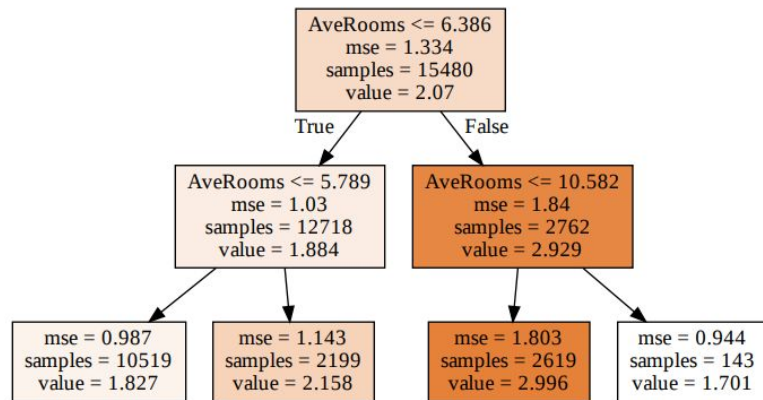 AveRooms <= 6.386
mse = 1.334
samples = 15480
value = 2.07
True
False
AveRooms <= 5.789
mse = 1.03
samples = 12718
value = 1.884
AveRooms <= 10.582
mse = 1.84
samples = 2762
value = 2.929
mse = 0.987
samples = 10519
value = 1.827
mse = 1.143
samples = 2199
value = 2.158
mse = 1.803
samples = 2619
value = 2.996
mse = 0.944
samples = 143
value = 1.701